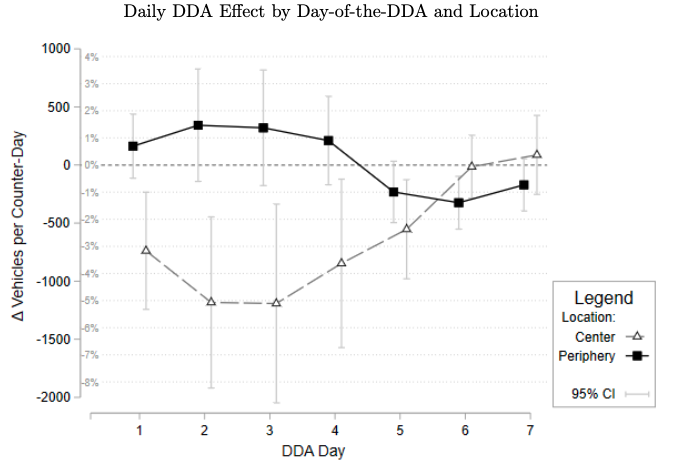 Daily DDA Effect by Day-of-the-DDA and Location
1000
500
0
-500
-1000
-1500
-2000
4%
3%
2%
1%
0%
-1%
-2%
-3%
-4%
-5%
-6%
-7%
-8%
Δ Vehicles per Counter-Day
1 2 3 4 5 6 7
DDA Day
Legend
Location:
Center
Periphery
95% CI